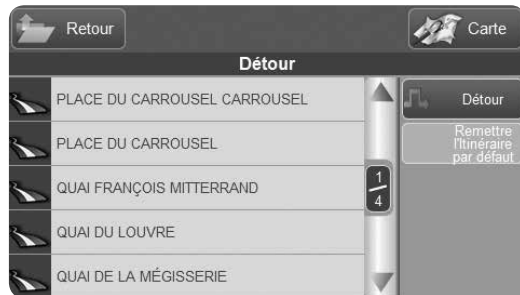 Retour
Carte
Détour
PLACE DU CARROUSEL CARROUSEL
PLACE DU CARROUSEL
QUAI FRANÇOIS MITTERRAND
QUAI DU LOUVRE
QUAI DE LA MÉGISSERIE
1
4
Détour
Remettre
l'Itinéraire
par défaut